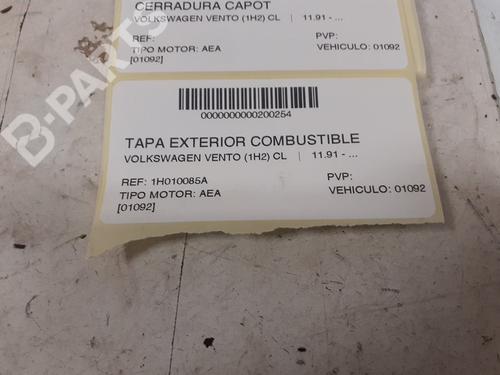 CERRADURA CAPOT
VOLKSWAGEN VENTO (1H2) CL | 11.91 - ...
REF: PVP:
TIPO MOTOR: AEA VEHICULO: 01092
[01092]
B-PARTS
0000000000200254
TAPA EXTERIOR COMBUSTIBLE
VOLKSWAGEN VENTO (1H2) CL | 11.91 - ...
REF: 1H010085A PVP:
TIPO MOTOR: AEA VEHICULO: 01092
[01092]